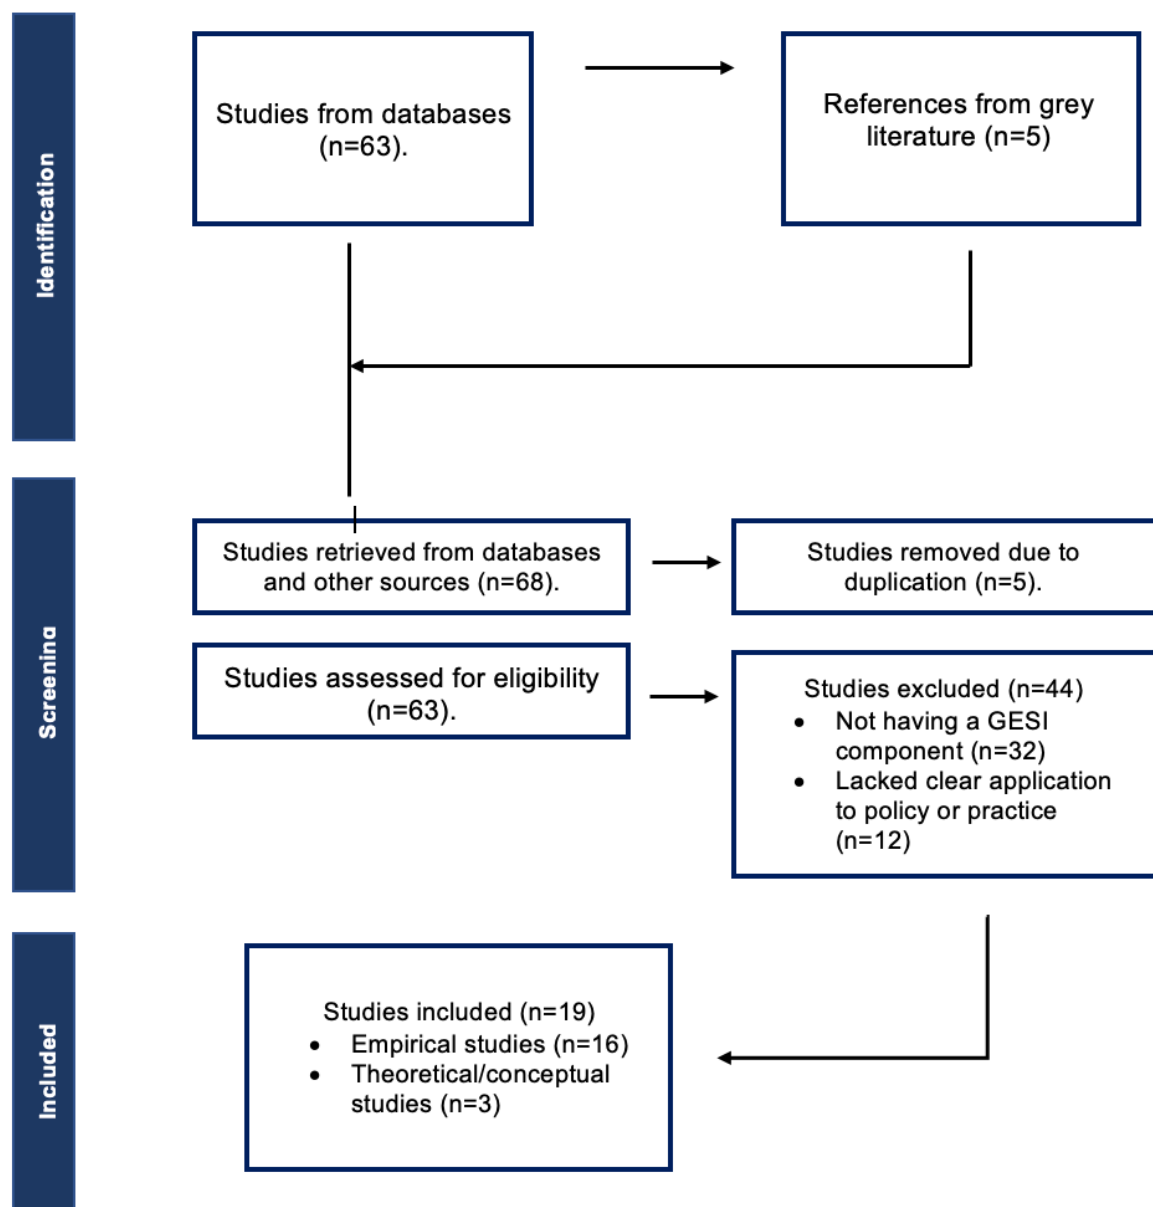 Identification
Studies from databases
(n=63).
References from grey
literature (n=5)
Screening
Studies retrieved from databases
and other sources (n=68).
Studies removed due to
duplication (n=5).
Studies assessed for eligibility
(n=63).
Studies excluded (n=44)
• Not having a GESI
component (n=32)
• Lacked clear application
to policy or practice
(n=12)
Included
Studies included (n=19)
• Empirical studies (n=16)
• Theoretical/conceptual
studies (n=3)